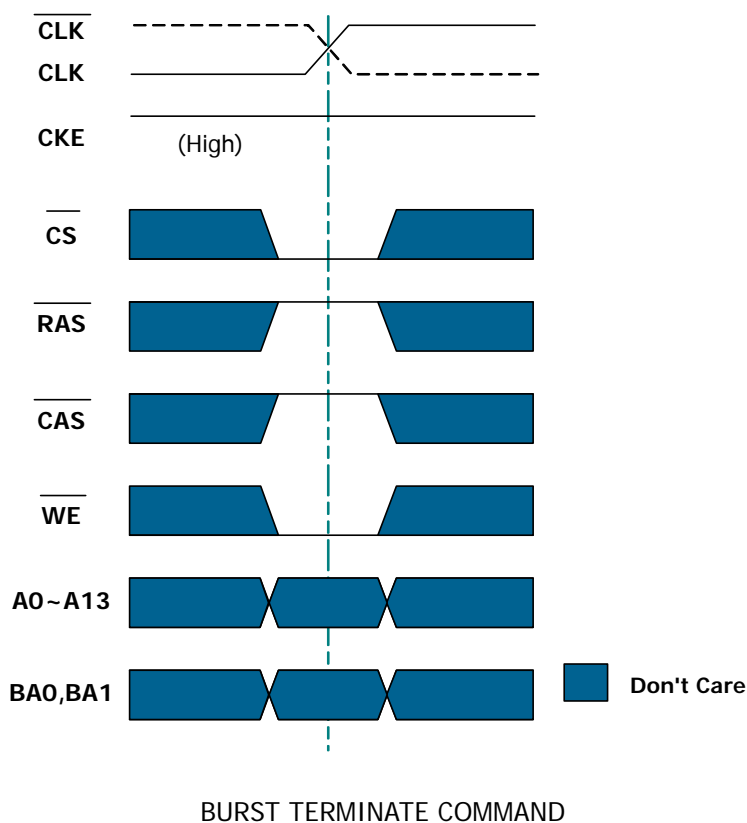 CLK
CLK
CKE
(High)
CS
RAS
CAS
WE
A0~A13
BA0,BA1
Don't Care
BURST TERMINATE COMMAND